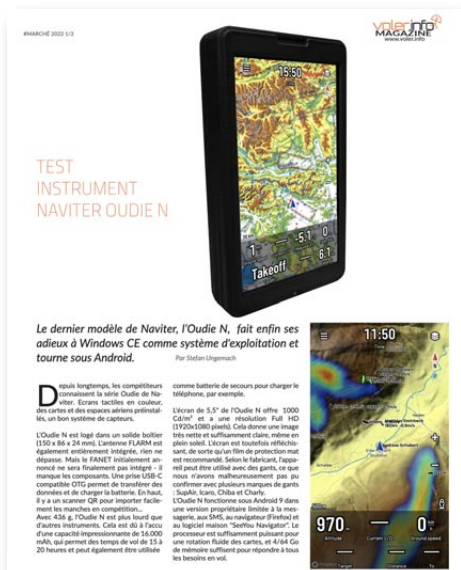 #MARCHÉ 2022 1/2
voler.info
MAGAZINE
www.voler.info
15:50
1
-5.1
0
Takeoff
6.1
TEST
INSTRUMENT
NAVITER OUDIE N
Le dernier modèle de Naviter, l'Oudie N, fait enfin ses
adieux à Windows CE comme système d'exploitation et
tourne sous Android.
Par Stefan Ungemach
Depuis longtemps, les compétiteurs
connaissent la série Oudie de Na-
viter. Ecrans tactiles en couleur,
des cartes et des espaces aériens préinstal-
lés, un bon système de capteurs.
L'Oudie N est logé dans un solide boîtier
(150 x 86 x 24 mm). L'antenne FLARM est
également entièrement intégrée, rien ne
dépasse. Mais le FANET initialement an-
noncé ne sera finalement pas intégré - il
manque les composants. Une prise USB-C
compatible OTG permet de transférer des
données et de charger la batterie. En haut,
il y a un scanner QR pour importer facile-
ment les manches en compétition...
Avec 436 g, l'Oudie N est plus lourd que
d'autres instruments. Cela est dû à l'accu
d'une capacité impressionnante de 16.000
mAh, qui permet des temps de vol de 15 à
20 heures et peut également être utilisée
comme batterie de secours pour charger le
téléphone, par exemple.
L'écran de 5,5" de l'Oudie N offre 1000
Cd/m² et a une résolution Full HD
(1920x1080 pixels). Cela donne une image
très nette et suffisamment claire, même en
plein soleil. L'écran est toutefois réfléchis-
sant, de sorte qu'un film de protection mat
est recommandé. Selon le fabricant, l'appa-
reil peut être utilisé avec des gants, ce que
nous n'avons malheureusement pas pu
confirmer avec plusieurs marques de gants
: SupAir, Icaro, Chiba et Charly.
L'Oudie N fonctionne sous Android 9 dans
une version propriétaire limitée à la mes-
sagerie, aux SMS, au navigateur (Firefox) et
au logiciel maison "SeeYou Navigator". Le
processeur est suffisamment puissant pour
une rotation fluide des cartes, et 4/64 Go
de mémoire suffisent pour répondre à tous
les besoins en vol.
11:50
970
0
Altitude
Ground speed
Target
Distance